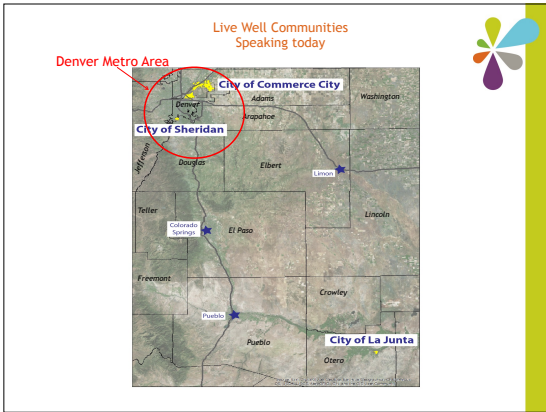 Live Well Communities
Speaking today
Denver Metro Area
City of Commerce City
Adams
Washington
Denver
Arapahoe
City of Sheridan
Jefferson
Douglas
Elbert
Limon
Lincoln
Teller
Colorado
Springs
El Paso
Fremont
Crowley
Pueblo
Pueblo
City of La Junta
Otero